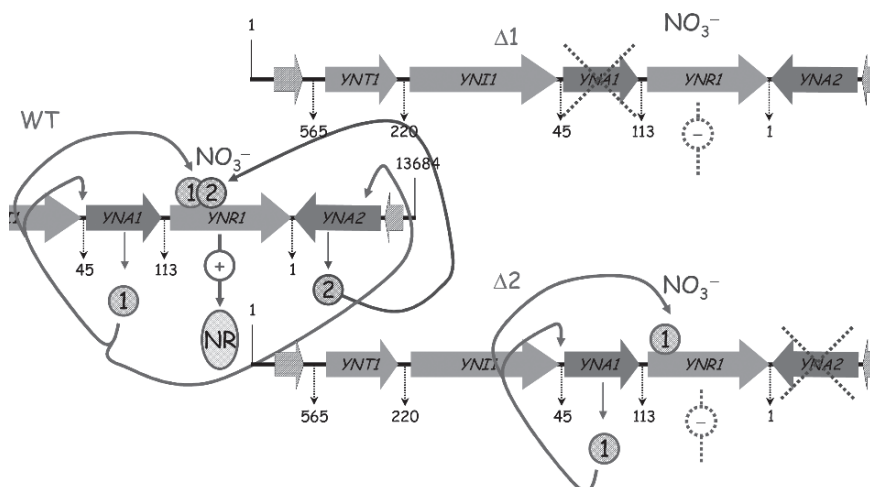 1
Δ1
NO₃⁻
YNT1
YNI1
YNA1
YNR1
YNA2
565
220
45
113
1
−
WT
NO₃⁻
13684
1
2
YNA1
YNR1
YNA2
45
113
1
+
1
2
NR
Δ2
NO₃⁻
1
1
YNT1
YNI1
YNA1
YNR1
YNA2
565
220
45
113
1
−
1